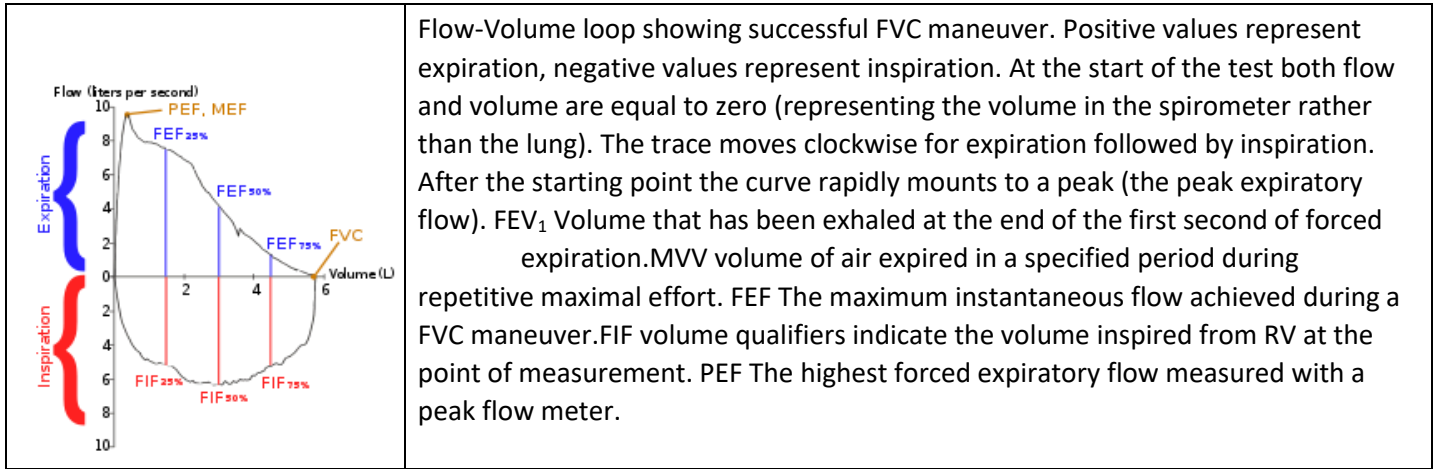 Flow (liters per second)
10
PEF, MEF
8
FEF25%
6
FEF50%
4
FVC
2
FEF75%
0
Volume (L)
2
4
6
2
4
6
FIF25%
FIF50%
FIF75%
8
10
Expiration
Inspiration
Flow-Volume loop showing successful FVC maneuver. Positive values represent
expiration, negative values represent inspiration. At the start of the test both flow
and volume are equal to zero (representing the volume in the spirometer rather
than the lung). The trace moves clockwise for expiration followed by inspiration.
After the starting point the curve rapidly mounts to a peak (the peak expiratory
flow). FEV1 Volume that has been exhaled at the end of the first second of forced
expiration.MVV volume of air expired in a specified period during
repetitive maximal effort. FEF The maximum instantaneous flow achieved during a
FVC maneuver.FIF volume qualifiers indicate the volume inspired from RV at the
point of measurement. PEF The highest forced expiratory flow measured with a
peak flow meter.